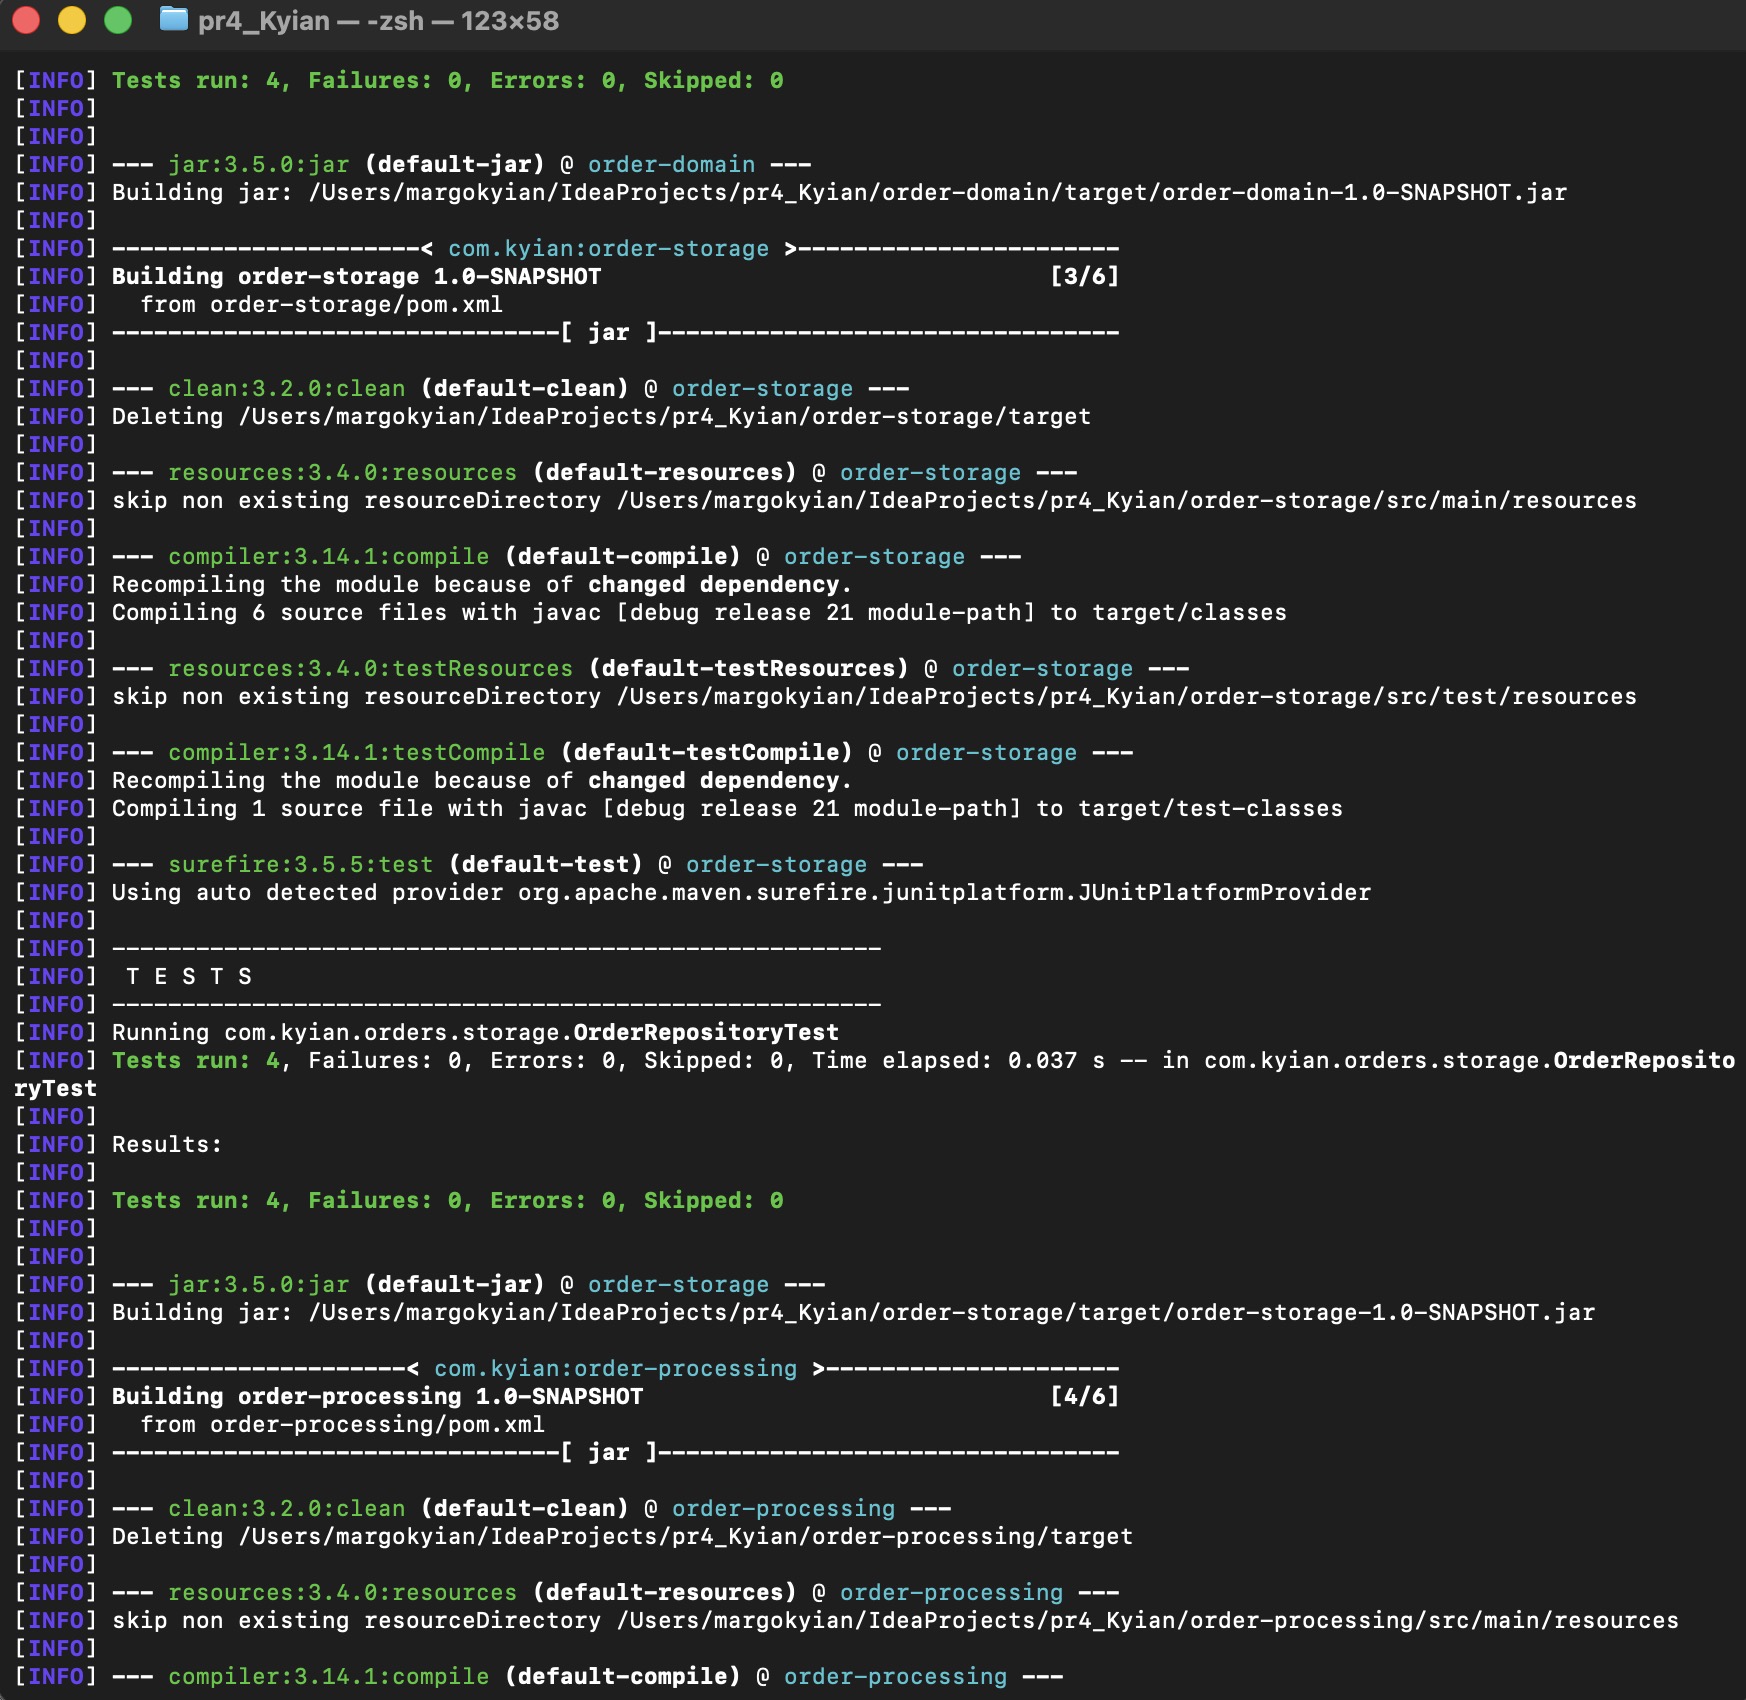 pr4_Kyian — -zsh — 123×58
[INFO] Tests run: 4, Failures: 0, Errors: 0, Skipped: 0
[INFO]
[INFO]
[INFO] --- jar:3.5.0:jar (default-jar) @ order-domain ---
[INFO] Building jar: /Users/margokyian/IdeaProjects/pr4_Kyian/order-domain/target/order-domain-1.0-SNAPSHOT.jar
[INFO]
[INFO] ----------------------< com.kyian:order-storage >-----------------------
[INFO] Building order-storage 1.0-SNAPSHOT                                [3/6]
[INFO]   from order-storage/pom.xml
[INFO] --------------------------------[ jar ]---------------------------------
[INFO]
[INFO] --- clean:3.2.0:clean (default-clean) @ order-storage ---
[INFO] Deleting /Users/margokyian/IdeaProjects/pr4_Kyian/order-storage/target
[INFO]
[INFO] --- resources:3.4.0:resources (default-resources) @ order-storage ---
[INFO] skip non existing resourceDirectory /Users/margokyian/IdeaProjects/pr4_Kyian/order-storage/src/main/resources
[INFO]
[INFO] --- compiler:3.14.1:compile (default-compile) @ order-storage ---
[INFO] Recompiling the module because of changed dependency.
[INFO] Compiling 6 source files with javac [debug release 21 module-path] to target/classes
[INFO]
[INFO] --- resources:3.4.0:testResources (default-testResources) @ order-storage ---
[INFO] skip non existing resourceDirectory /Users/margokyian/IdeaProjects/pr4_Kyian/order-storage/src/test/resources
[INFO]
[INFO] --- compiler:3.14.1:testCompile (default-testCompile) @ order-storage ---
[INFO] Recompiling the module because of changed dependency.
[INFO] Compiling 1 source file with javac [debug release 21 module-path] to target/test-classes
[INFO]
[INFO] --- surefire:3.5.5:test (default-test) @ order-storage ---
[INFO] Using auto detected provider org.apache.maven.surefire.junitplatform.JUnitPlatformProvider
[INFO]
[INFO] -------------------------------------------------------
[INFO]  T E S T S
[INFO] -------------------------------------------------------
[INFO] Running com.kyian.orders.storage.OrderRepositoryTest
[INFO] Tests run: 4, Failures: 0, Errors: 0, Skipped: 0, Time elapsed: 0.037 s -- in com.kyian.orders.storage.OrderReposito
ryTest
[INFO]
[INFO] Results:
[INFO]
[INFO] Tests run: 4, Failures: 0, Errors: 0, Skipped: 0
[INFO]
[INFO]
[INFO] --- jar:3.5.0:jar (default-jar) @ order-storage ---
[INFO] Building jar: /Users/margokyian/IdeaProjects/pr4_Kyian/order-storage/target/order-storage-1.0-SNAPSHOT.jar
[INFO]
[INFO] ---------------------< com.kyian:order-processing >---------------------
[INFO] Building order-processing 1.0-SNAPSHOT                             [4/6]
[INFO]   from order-processing/pom.xml
[INFO] --------------------------------[ jar ]---------------------------------
[INFO]
[INFO] --- clean:3.2.0:clean (default-clean) @ order-processing ---
[INFO] Deleting /Users/margokyian/IdeaProjects/pr4_Kyian/order-processing/target
[INFO]
[INFO] --- resources:3.4.0:resources (default-resources) @ order-processing ---
[INFO] skip non existing resourceDirectory /Users/margokyian/IdeaProjects/pr4_Kyian/order-processing/src/main/resources
[INFO]
[INFO] --- compiler:3.14.1:compile (default-compile) @ order-processing ---